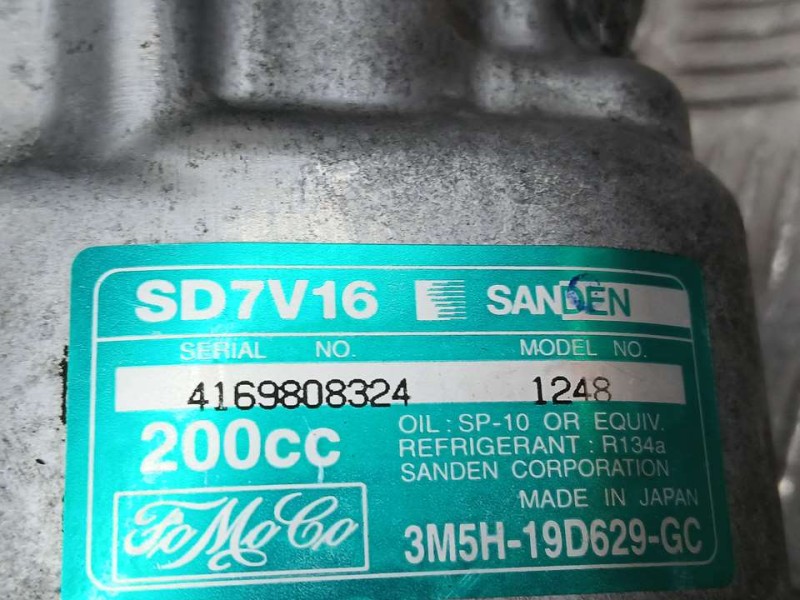 SD7V16 SANDEN
SERIAL NO. MODEL NO.
4169808324 1248
200cc OIL : SP-10 OR EQUIV.
REFRIGERANT : R134a
SANDEN CORPORATION
MADE IN JAPAN
FoMoCo 3M5H-19D629-GC